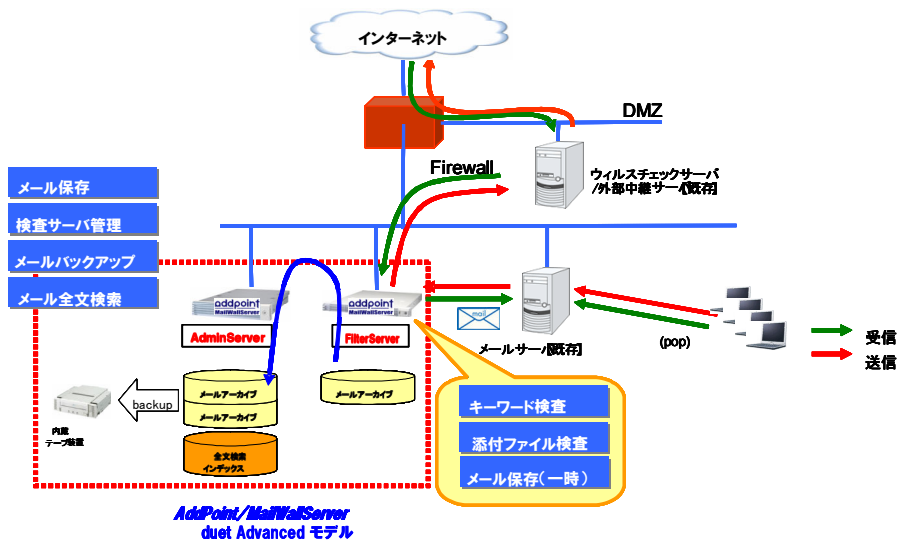 インターネット
DMZ
Firewall
ウィルスチェックサーバ
/外部中継サーバ【既存】
メール保存
検査サーバ管理
メールバックアップ
メール全文検索
addpoint
MailWallServer
AdminServer
addpoint
MailWallServer
FilterServer
mail
メールサーバ【既存】
(pop)
受信
送信
メールアーカイブ
メールアーカイブ
メールアーカイブ
backup
内蔵
テープ装置
全文検索
インデックス
キーワード検査
添付ファイル検査
メール保存(一時)
AddPoint/MailWallServer
duet Advanced モデル